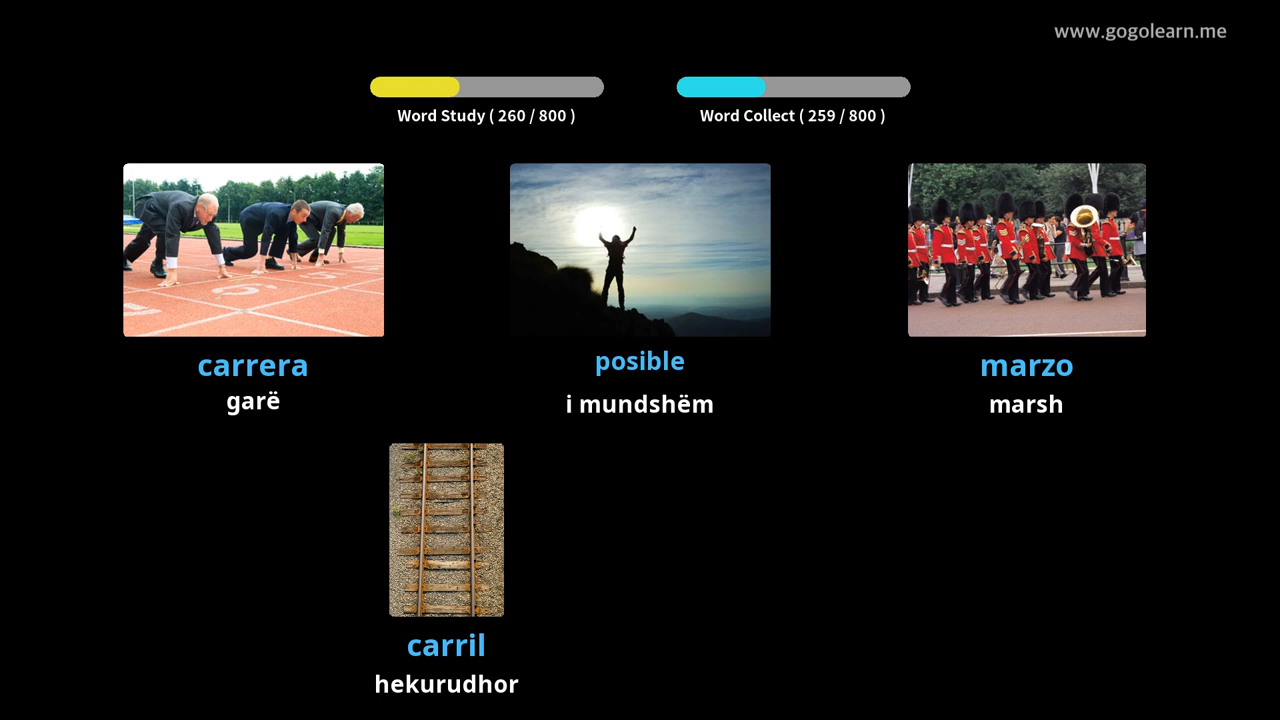 www.gogolearn.me
Word Study ( 260 / 800 )
Word Collect ( 259 / 800 )
carrera
posible
marzo
garë
i mundshëm
marsh
carril
hekurudhor